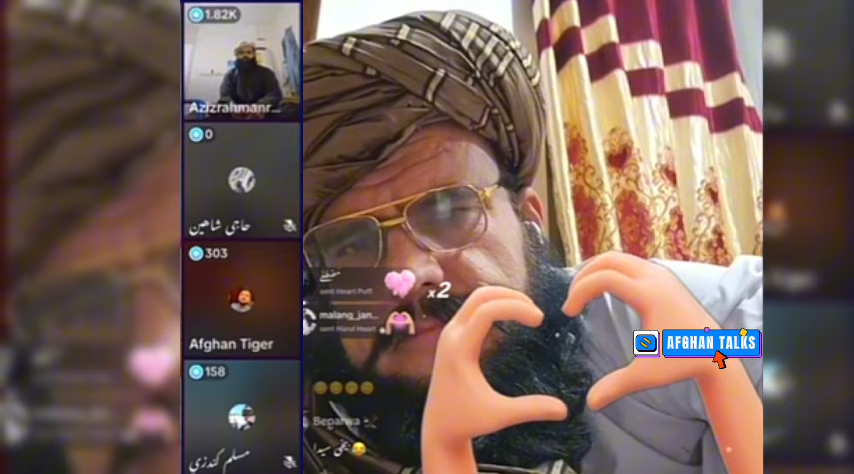 1.82K
Azizrahmanr...
0
حاجی شاهین
303
Afghan Tiger
158
مسلم کندزی
sent Heart Puff
x2
malang_jan...
sent Hand Heart
Beparwa
AFGHAN TALKS